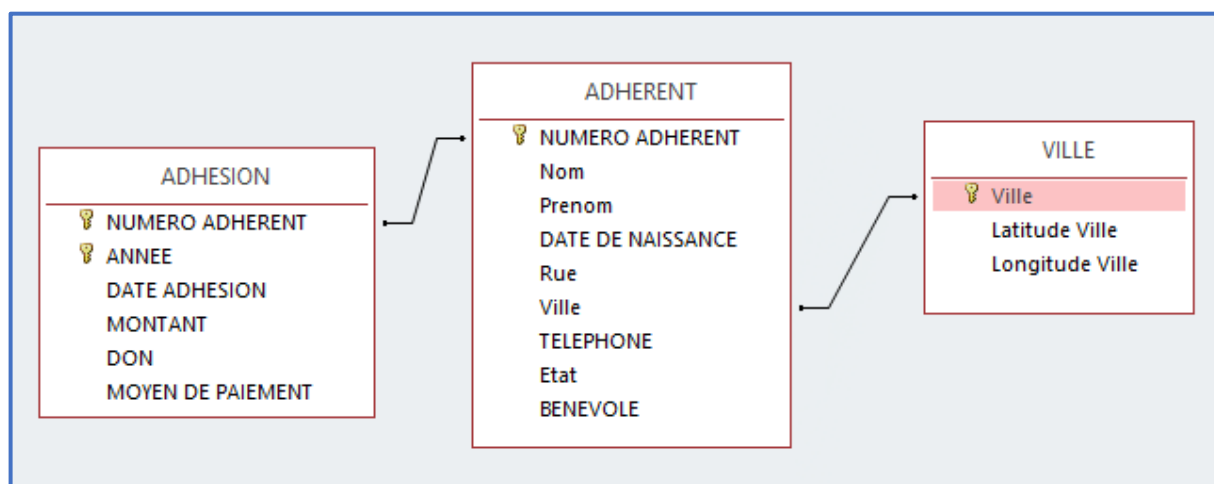 ADHESION
NUMERO ADHERENT
ANNEE
DATE ADHESION
MONTANT
DON
MOYEN DE PAIEMENT
ADHERENT
NUMERO ADHERENT
Nom
Prenom
DATE DE NAISSANCE
Rue
Ville
TELEPHONE
Etat
BENEVOLE
VILLE
Ville
Latitude Ville
Longitude Ville